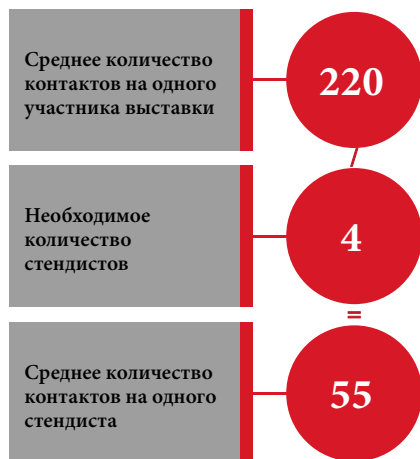 Среднее количество
контактов на одного
участника выставки
220
/
Необходимое
количество
стендистов
4
=
Среднее количество
контактов на одного
стендиста
55